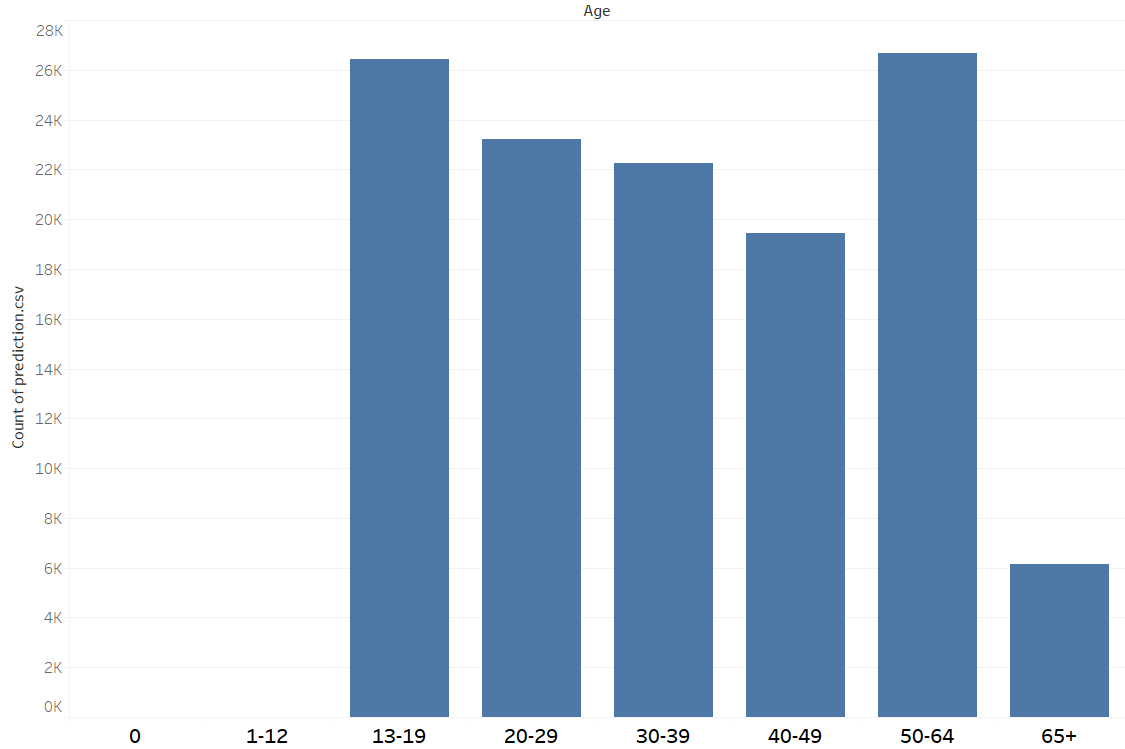 Age
Count of prediction.csv
28K
26K
24K
22K
20K
18K
16K
14K
12K
10K
8K
6K
4K
2K
0K
0
1-12
13-19
20-29
30-39
40-49
50-64
65+